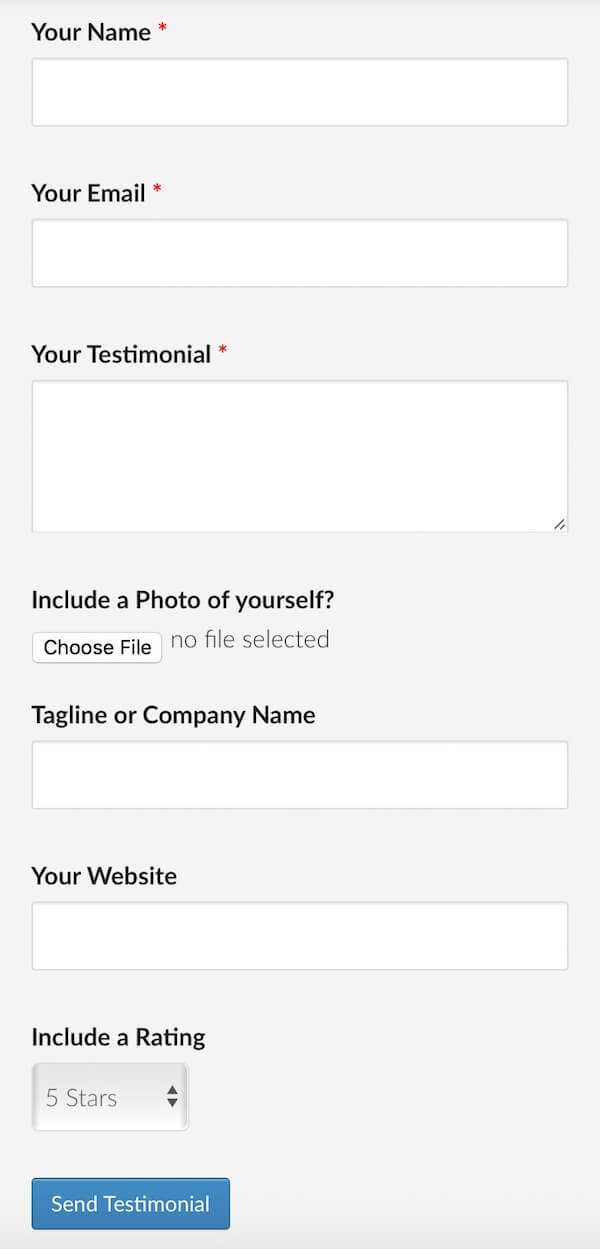 Your Name *
Your Email *
Your Testimonial *
Include a Photo of yourself?
Choose File no file selected
Tagline or Company Name
Your Website
Include a Rating
5 Stars
Send Testimonial